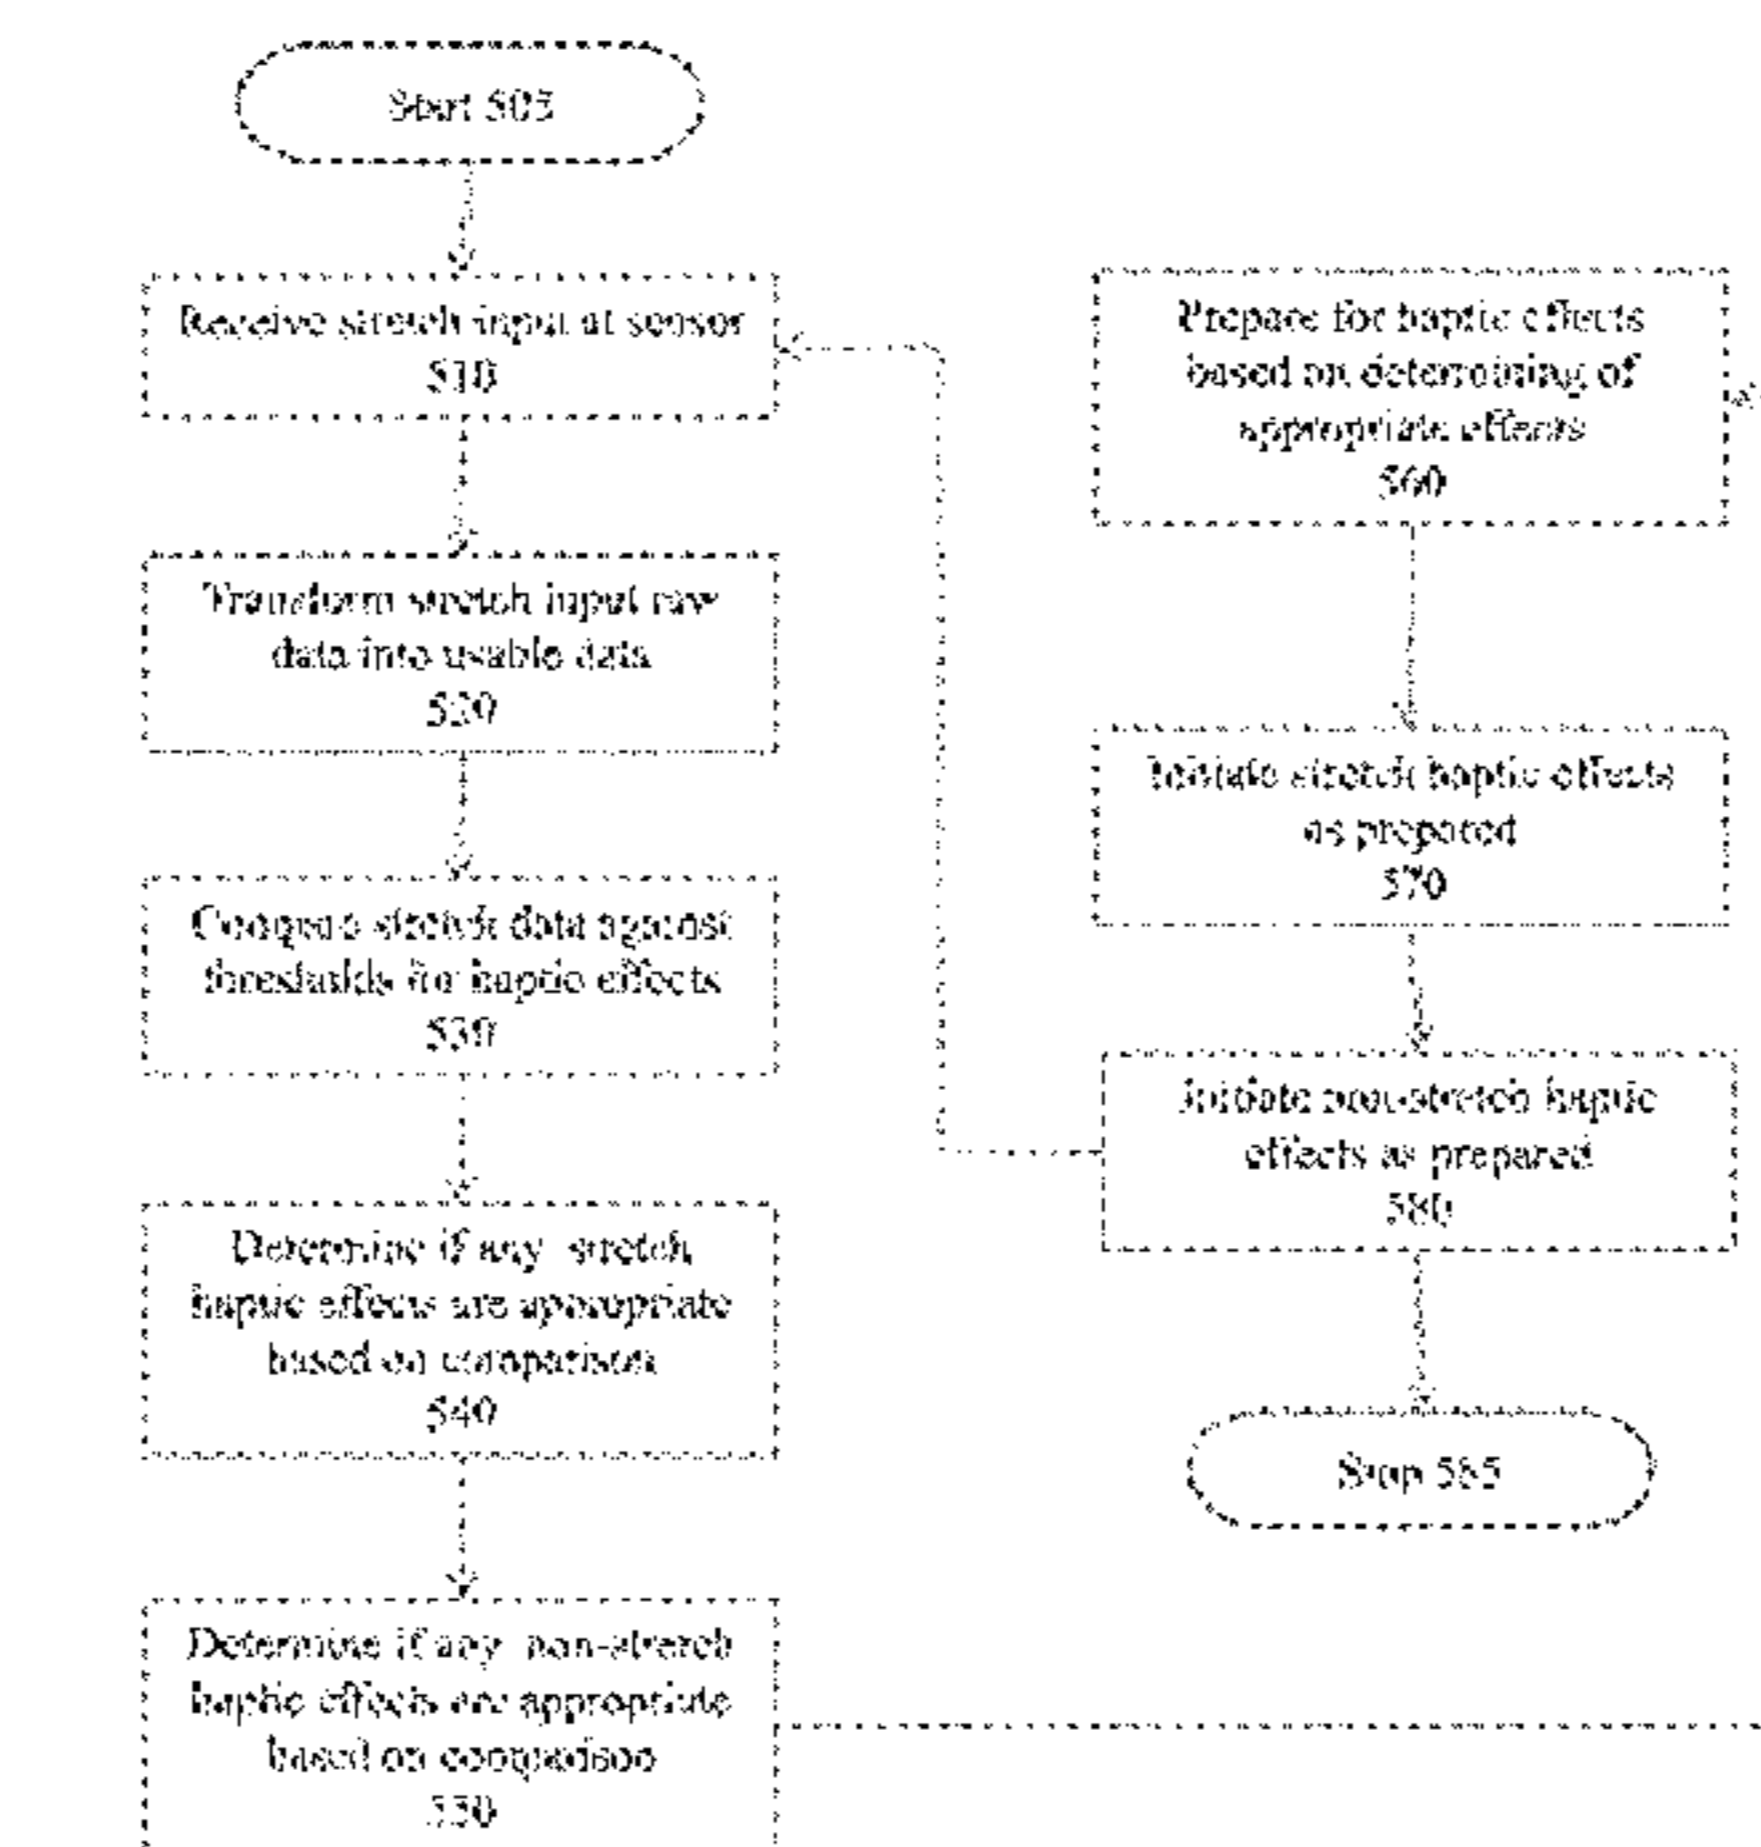 Start 505
Receive stretch input at sensor
510
Transform stretch input raw
data into usable data
520
Compare stretch data against
thresholds for haptic effects
530
Determine if any stretch
haptic effects are appropriate
based on comparison
540
Determine if any non-stretch
haptic effects are appropriate
based on comparison
550
Prepare for haptic effects
based on determining of
appropriate effects
560
Initiate stretch haptic effects
as prepared
570
Initiate non-stretch haptic
effects as prepared
580
Stop 585